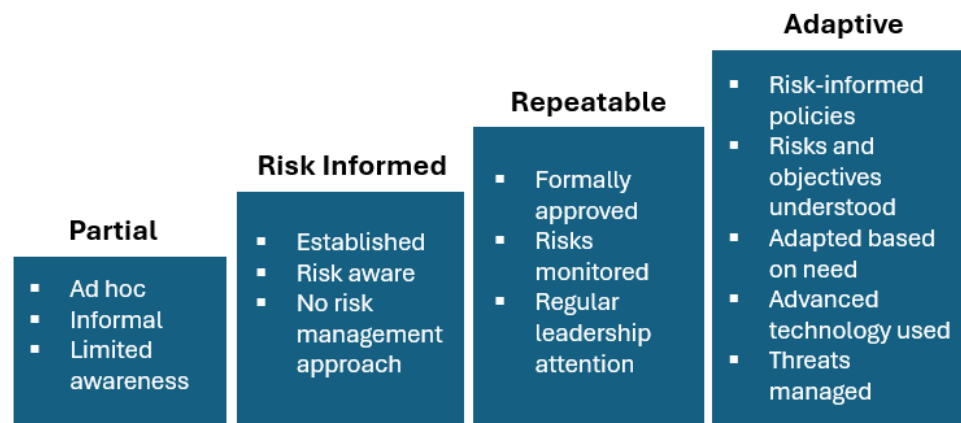 Partial
▪ Ad hoc
▪ Informal
▪ Limited
awareness
Risk Informed
▪ Established
▪ Risk aware
▪ No risk
management
approach
Repeatable
▪ Formally
approved
▪ Risks
monitored
▪ Regular
leadership
attention
Adaptive
▪ Risk-informed
policies
▪ Risks and
objectives
understood
▪ Adapted based
on need
▪ Advanced
technology used
▪ Threats
managed